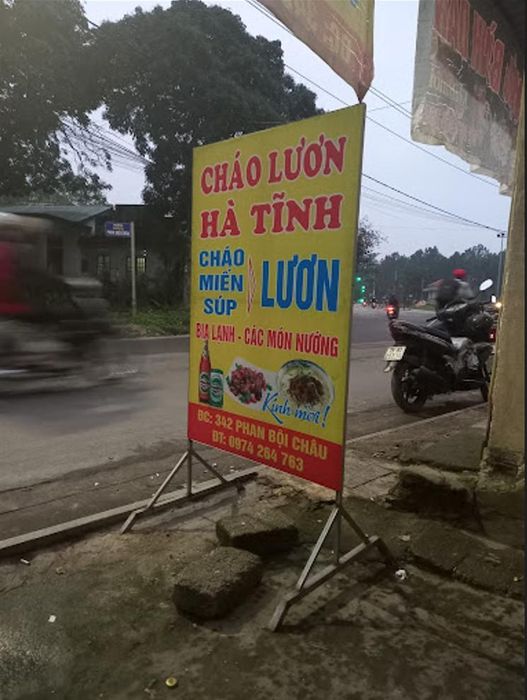 CHÁO LƯƠN
HÀ TĨNH
CHÁO
MIẾN
SÚP
LƯƠN
BIA LẠNH - CÁC MÓN NƯỚNG
Kính mời!
ĐC: 342 PHAN BỘI CHÂU
ĐT: 0974 264 763